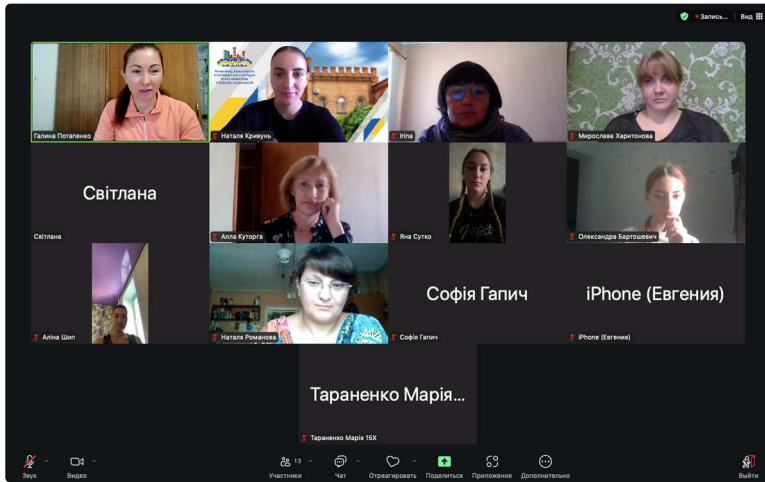 Запись...
Вид
Галина Потапенко
Наталя Кривунь
Irina
Мирослава Харитонова
Світлана
Світлана
Алла Куторга
Яна Сутко
Олександра Бартошевич
Аліна Шип
Наталя Романова
Софія Гапич
Софія Гапич
iPhone (Евгения)
iPhone (Евгения)
Тараненко Марія...
Тараненко Марія 15Х
Звук
Видео
13
Участники
Чат
Отреагировать
Поделиться
Приложения
Дополнительно
Выйти